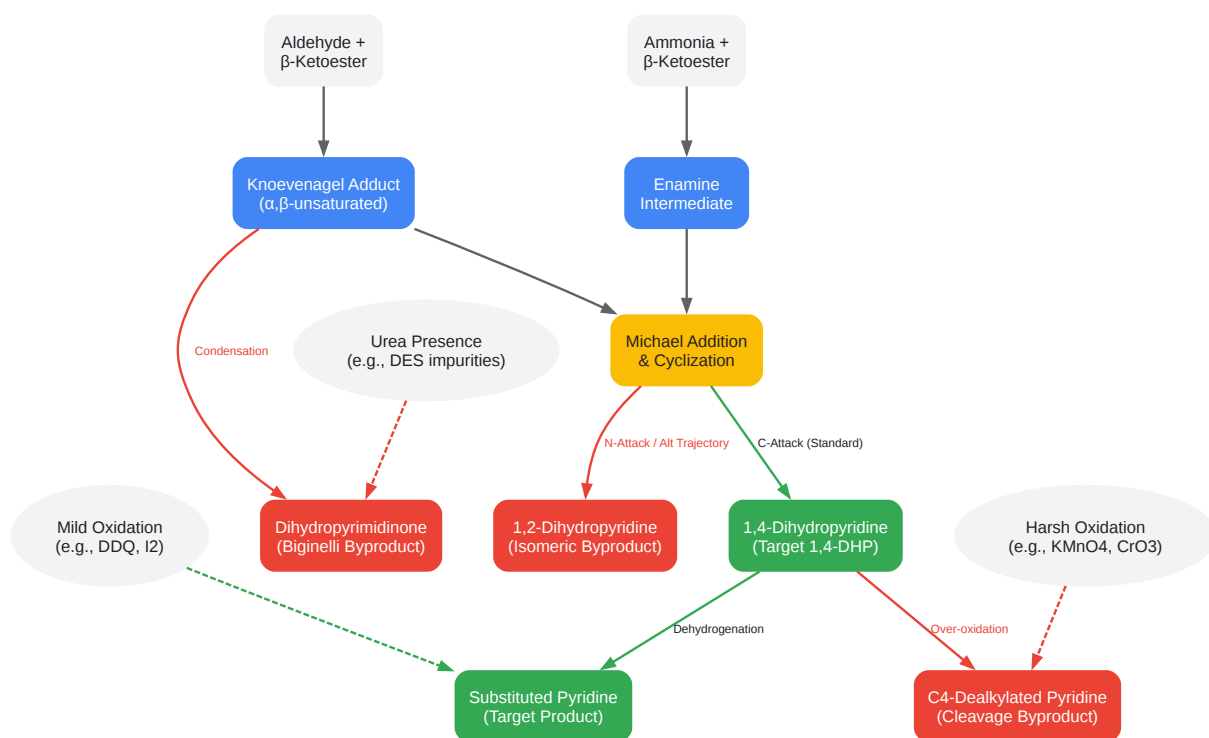 Aldehyde +
β-Ketoester
Ammonia +
β-Ketoester
Knoevenagel Adduct
(α,β-unsaturated)
Enamine
Intermediate
Condensation
Urea Presence
(e.g., DES impurities)
Michael Addition
& Cyclization
N-Attack / Alt Trajectory
C-Attack (Standard)
Mild Oxidation
(e.g., DDQ, I2)
Dihydropyrimidinone
(Biginelli Byproduct)
1,2-Dihydropyridine
(Isomeric Byproduct)
1,4-Dihydropyridine
(Target 1,4-DHP)
Harsh Oxidation
(e.g., KMnO4, CrO3)
Dehydrogenation
Over-oxidation
Substituted Pyridine
(Target Product)
C4-Dealkylated Pyridine
(Cleavage Byproduct)